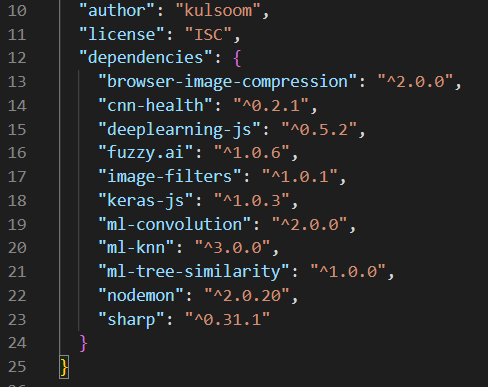 10 "author": "kulsoom",
11 "license": "ISC",
12 "dependencies": {
13 "browser-image-compression": "^2.0.0",
14 "cnn-health": "^0.2.1",
15 "deeplearning-js": "^0.5.2",
16 "fuzzy.ai": "^1.0.6",
17 "image-filters": "^1.0.1",
18 "keras-js": "^1.0.3",
19 "ml-convolution": "^2.0.0",
20 "ml-knn": "^3.0.0",
21 "ml-tree-similarity": "^1.0.0",
22 "nodemon": "^2.0.20",
23 "sharp": "^0.31.1"
24 }
25 }